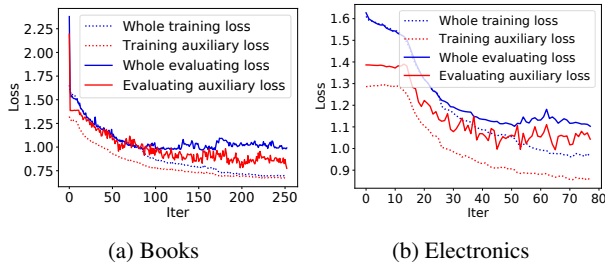 2.25
2.00
1.75
1.50
1.25
1.00
0.75
Loss
Whole training loss
Training auxiliary loss
Whole evaluating loss
Evaluating auxiliary loss
0 50 100 150 200 250
Iter
(a) Books
1.6
1.5
1.4
1.3
1.2
1.1
1.0
0.9
Loss
Whole training loss
Training auxiliary loss
Whole evaluating loss
Evaluating auxiliary loss
0 10 20 30 40 50 60 70 80
Iter
(b) Electronics